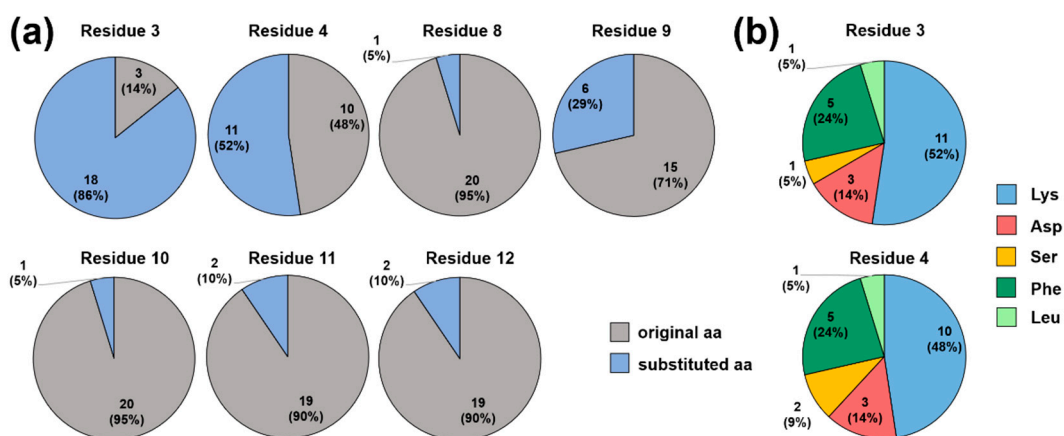 (a)
Residue 3
3
(14%)
18
(86%)
Residue 4
10
(48%)
11
(52%)
Residue 8
1
(5%)
20
(95%)
Residue 9
6
(29%)
15
(71%)
Residue 10
1
(5%)
20
(95%)
Residue 11
2
(10%)
19
(90%)
Residue 12
2
(10%)
19
(90%)
original aa
substituted aa
(b)
Residue 3
1
(5%)
5
(24%)
11
(52%)
1
(5%)
3
(14%)
Residue 4
1
(5%)
5
(24%)
10
(48%)
2
(9%)
3
(14%)
Lys
Asp
Ser
Phe
Leu